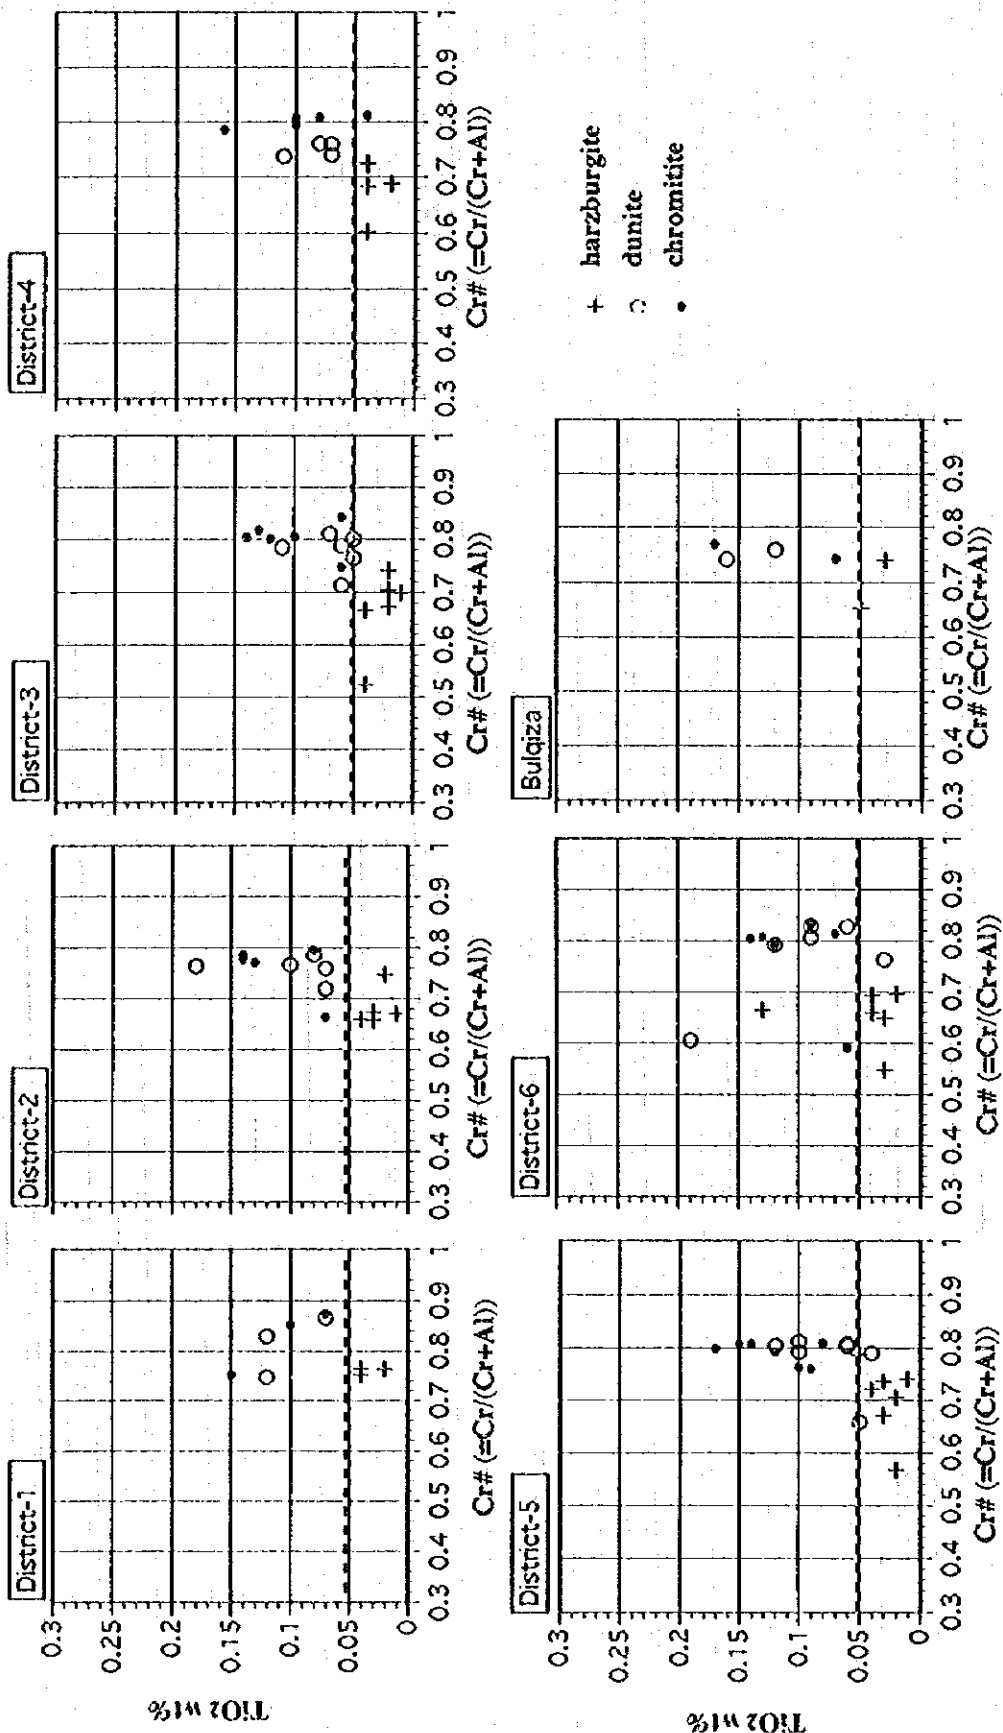 District-1
TiO2 wt%
0.3
0.25
0.2
0.15
0.1
0.05
0
0.3 0.4 0.5 0.6 0.7 0.8 0.9 1
Cr# (=Cr/(Cr+Al))
District-2
0.3 0.4 0.5 0.6 0.7 0.8 0.9 1
Cr# (=Cr/(Cr+Al))
District-3
0.3 0.4 0.5 0.6 0.7 0.8 0.9 1
Cr# (=Cr/(Cr+Al))
District-4
0.3 0.4 0.5 0.6 0.7 0.8 0.9 1
Cr# (=Cr/(Cr+Al))
District-5
TiO2 wt%
0.3
0.25
0.2
0.15
0.1
0.05
0
0.3 0.4 0.5 0.6 0.7 0.8 0.9 1
Cr# (=Cr/(Cr+Al))
District-6
0.3 0.4 0.5 0.6 0.7 0.8 0.9 1
Cr# (=Cr/(Cr+Al))
Bulqiza
0.3 0.4 0.5 0.6 0.7 0.8 0.9 1
Cr# (=Cr/(Cr+Al))
harzburgite
dunite
chromitite